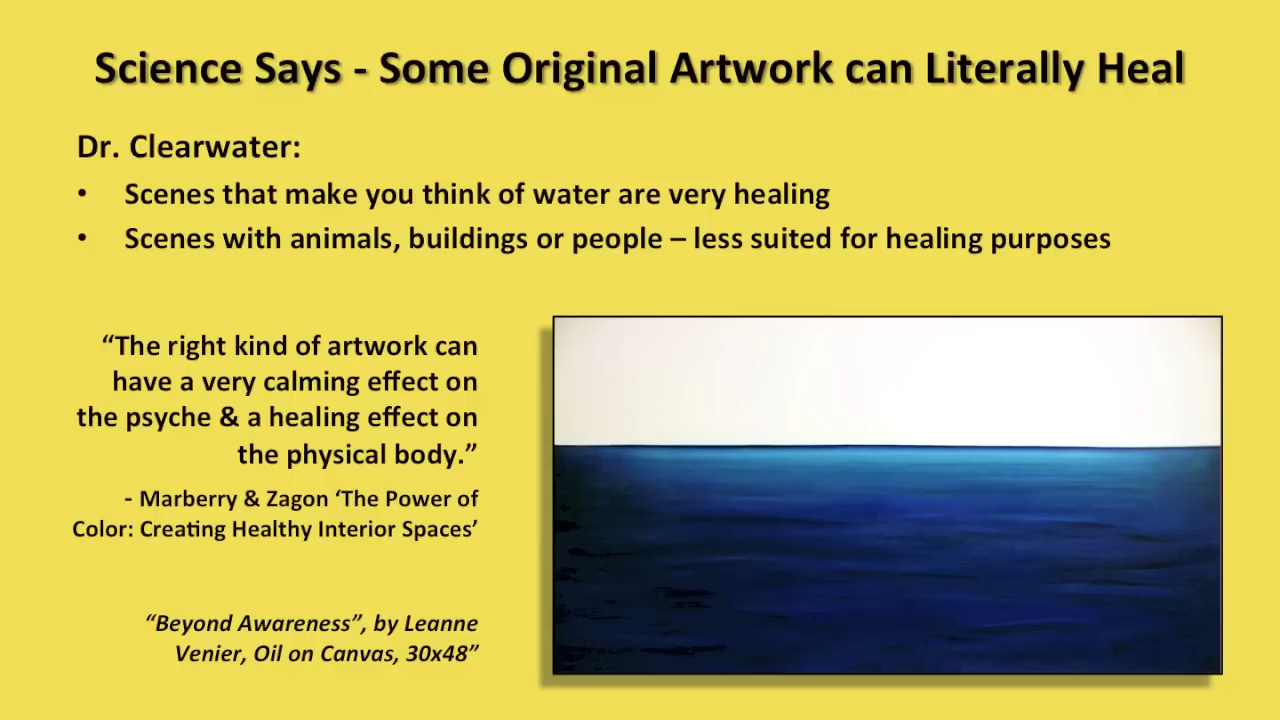 Science Says - Some Original Artwork can Literally Heal
Dr. Clearwater:
• Scenes that make you think of water are very healing
• Scenes with animals, buildings or people – less suited for healing purposes
“The right kind of artwork can
have a very calming effect on
the psyche & a healing effect on
the physical body.”
- Marberry & Zagon ‘The Power of
Color: Creating Healthy Interior Spaces’
“Beyond Awareness”, by Leanne
Venier, Oil on Canvas, 30x48”